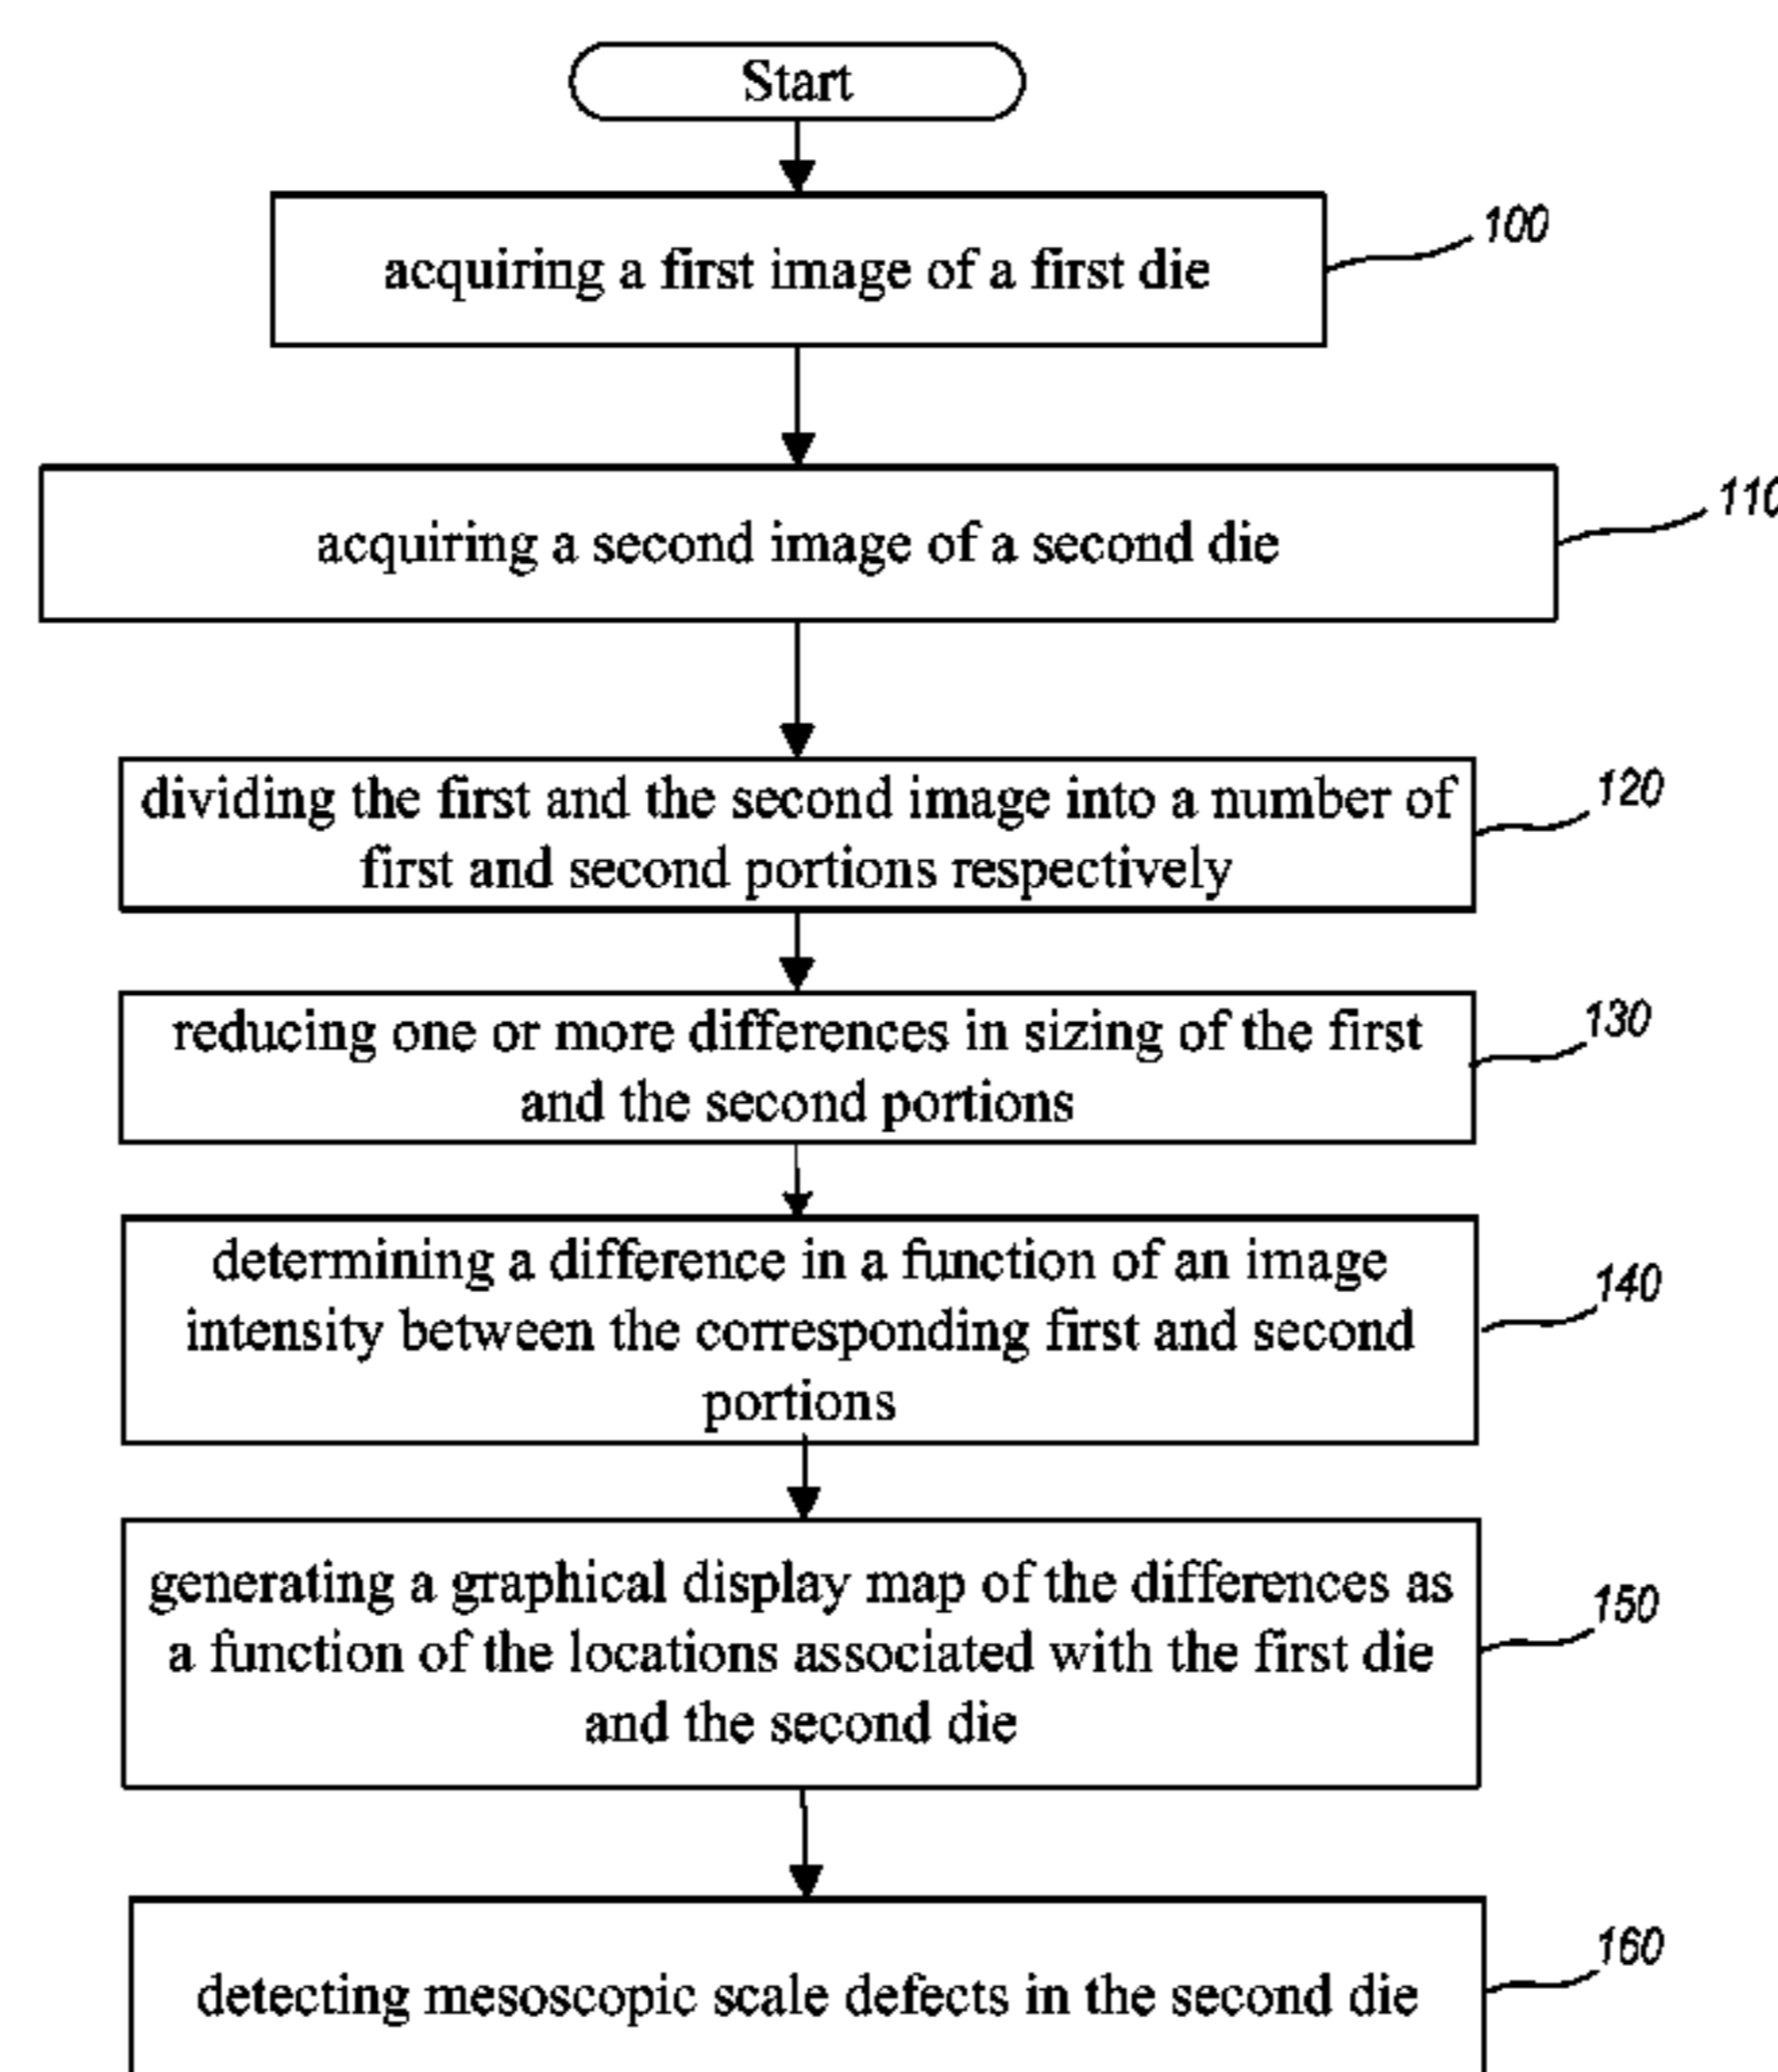 Start
acquiring a first image of a first die
100
acquiring a second image of a second die
110
dividing the first and the second image into a number of
first and second portions respectively
120
reducing one or more differences in sizing of the first
and the second portions
130
determining a difference in a function of an image
intensity between the corresponding first and second
portions
140
generating a graphical display map of the differences as
a function of the locations associated with the first die
and the second die
150
detecting mesoscopic scale defects in the second die
160